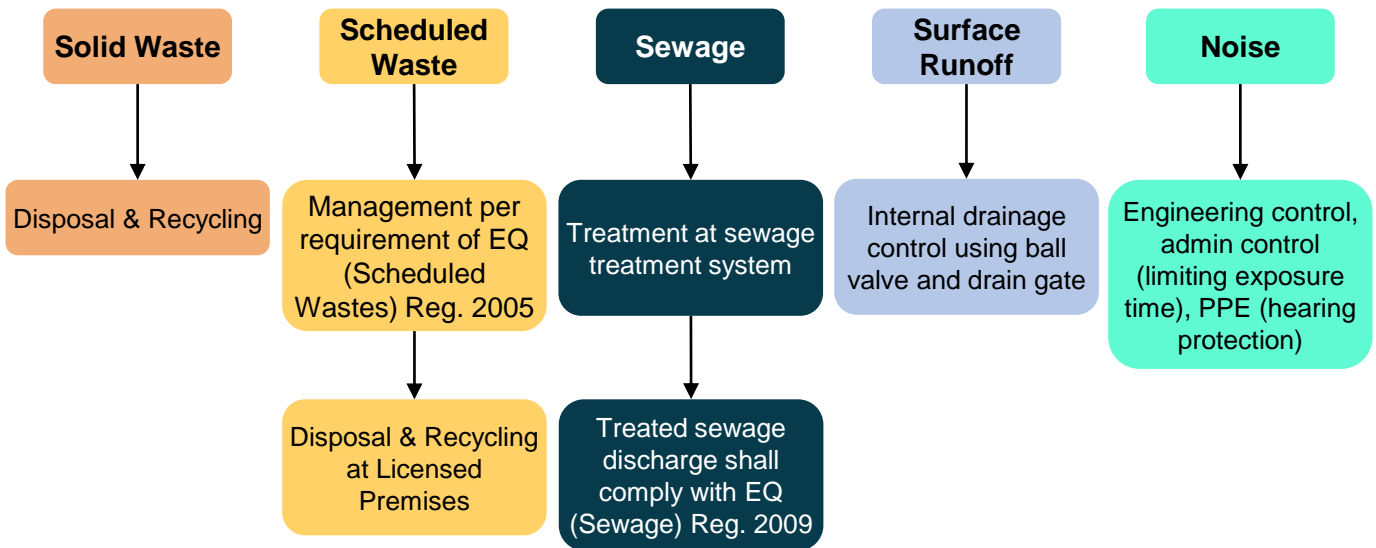 Solid Waste
Scheduled
Waste
Sewage
Surface
Runoff
Noise
Disposal & Recycling
Management per
requirement of EQ
(Scheduled
Wastes) Reg. 2005
Treatment at sewage
treatment system
Internal drainage
control using ball
valve and drain gate
Engineering control,
admin control
(limiting exposure
time), PPE (hearing
protection)
Disposal & Recycling
at Licensed
Premises
Treated sewage
discharge shall
comply with EQ
(Sewage) Reg. 2009